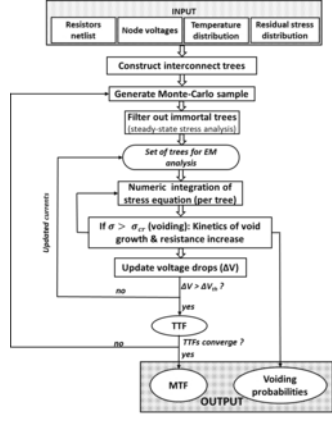 INPUT
Resistors netlist
Node voltages
Temperature distribution
Residual stress distribution
Construct interconnect trees
Generate Monte-Carlo sample
Filter out immortal trees
(steady-state stress analysis)
Set of trees for EM
analysis
Numeric integration of
stress equation (per tree)
If σ > σcr (voiding): Kinetics of void
growth & resistance increase
Update voltage drops (ΔV)
Updated currents
no
ΔV > ΔVth ?
yes
TTF
no
TTFs converge ?
yes
MTF
Voiding
probabilities
OUTPUT